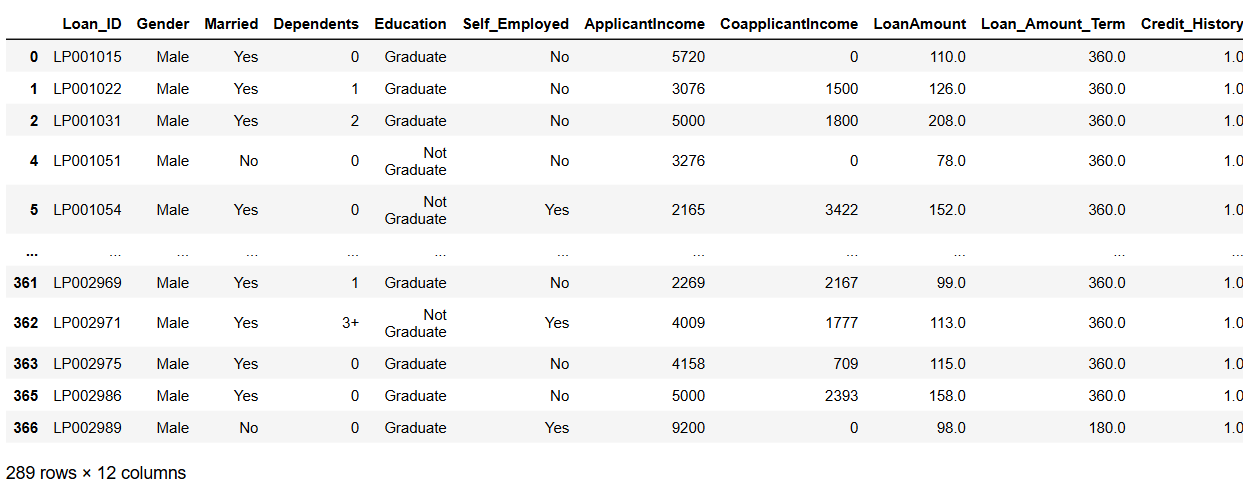 Loan_ID Gender Married Dependents Education Self_Employed ApplicantIncome CoapplicantIncome LoanAmount Loan_Amount_Term Credit_History
0 LP001015 Male Yes 0 Graduate No 5720 0 110.0 360.0 1.0
1 LP001022 Male Yes 1 Graduate No 3076 1500 126.0 360.0 1.0
2 LP001031 Male Yes 2 Graduate No 5000 1800 208.0 360.0 1.0
4 LP001051 Male No 0 Not Graduate No 3276 0 78.0 360.0 1.0
5 LP001054 Male Yes 0 Not Graduate Yes 2165 3422 152.0 360.0 1.0
... ... ... ... ... ... ... ... ... ... ... ...
361 LP002969 Male Yes 1 Graduate No 2269 2167 99.0 360.0 1.0
362 LP002971 Male Yes 3+ Not Graduate Yes 4009 1777 113.0 360.0 1.0
363 LP002975 Male Yes 0 Graduate No 4158 709 115.0 360.0 1.0
365 LP002986 Male Yes 0 Graduate No 5000 2393 158.0 360.0 1.0
366 LP002989 Male No 0 Graduate Yes 9200 0 98.0 180.0 1.0
289 rows × 12 columns